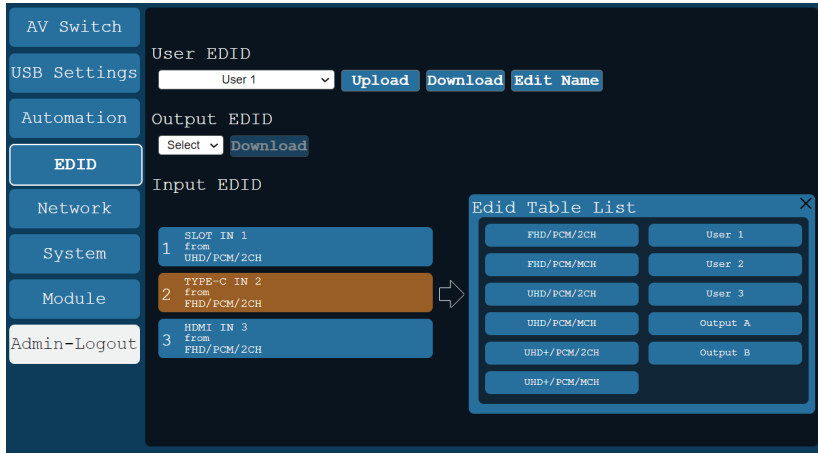 AV Switch
USB Settings
Automation
EDID
Network
System
Module
Admin-Logout
User EDID
User 1
Upload
Download
Edit Name
Output EDID
Select
Download
Input EDID
1
SLOT IN 1
from
UHD/PCM/2CH
2
TYPE-C IN 2
from
FHD/PCM/2CH
3
HDMI IN 3
from
FHD/PCM/2CH
Edid Table List
FHD/PCM/2CH
User 1
FHD/PCM/MCH
User 2
UHD/PCM/2CH
User 3
UHD/PCM/MCH
Output A
UHD+/PCM/2CH
Output B
UHD+/PCM/MCH